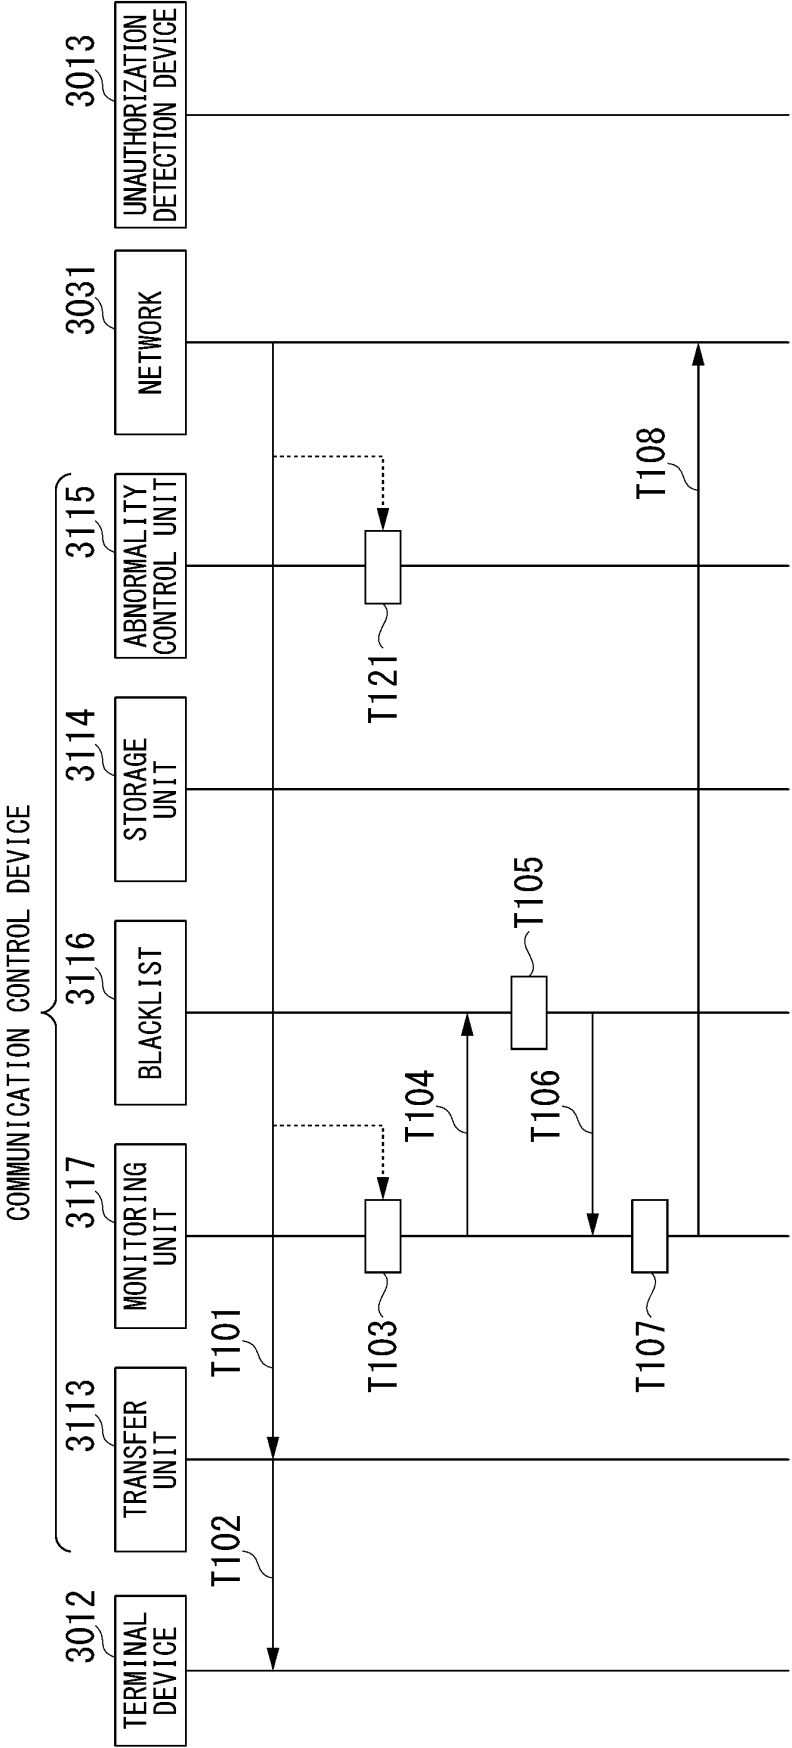 COMMUNICATION CONTROL DEVICE
3012
3113
3117
3116
3114
3115
3031
3013
TERMINAL
DEVICE
TRANSFER
UNIT
MONITORING
UNIT
BLACKLIST
STORAGE
UNIT
ABNORMALITY
CONTROL UNIT
NETWORK
UNAUTHORIZATION
DETECTION DEVICE
T102
T101
T103
T121
T104
T105
T106
T107
T108